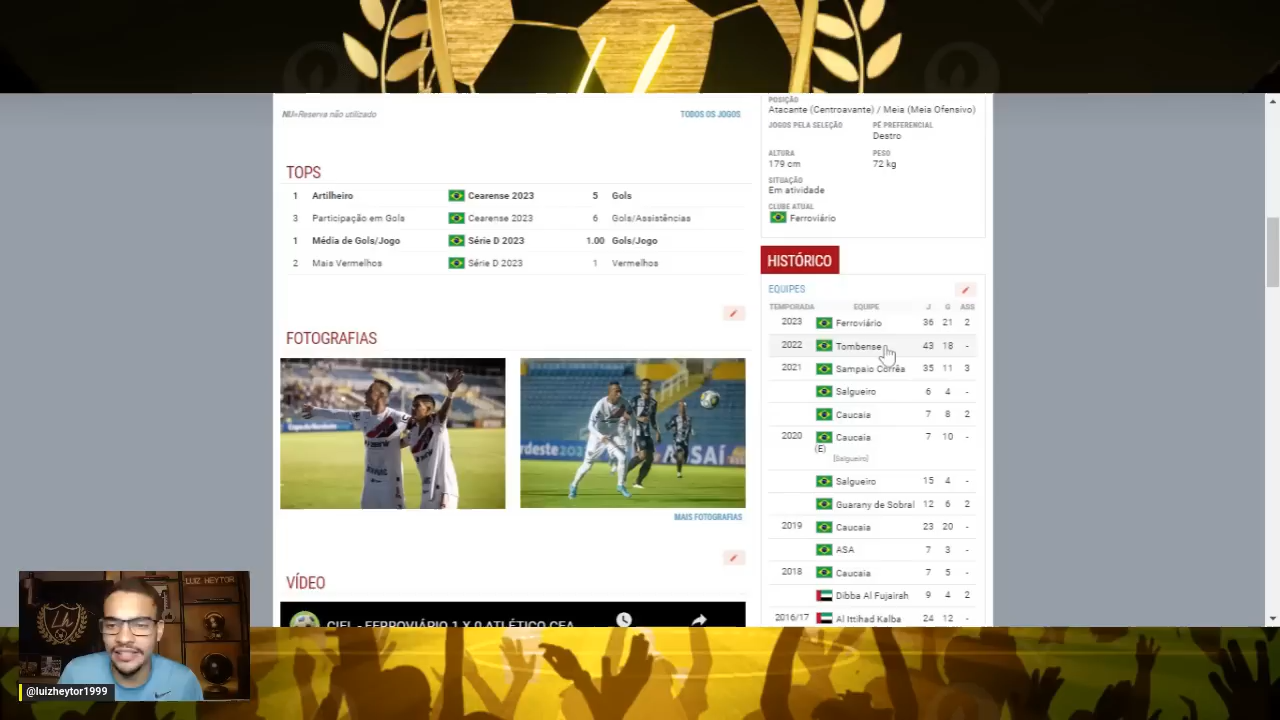 NU=Reserva não utilizado
TODOS OS JOGOS
TOPS
1 Artilheiro Cearense 2023 5 Gols
3 Participação em Gols Cearense 2023 6 Gols/Assistências
1 Média de Gols/Jogo Série D 2023 1.00 Gols/Jogo
2 Mais Vermelhos Série D 2023 1 Vermelhos
FOTOGRAFIAS
MAIS FOTOGRAFIAS
VÍDEO
CIEL - FERROVIÁRIO 1 X 0 ATLÉTICO CEA
POSIÇÃO
Atacante (Centroavante) / Meia (Meia Ofensivo)
JOGOS PELA SELEÇÃO PÉ PREFERENCIAL
Destro
ALTURA PESO
179 cm 72 kg
SITUAÇÃO
Em atividade
CLUBE ATUAL
Ferroviário
HISTÓRICO
EQUIPES
TEMPORADA EQUIPE J G ASS
2023 Ferroviário 36 21 2
2022 Tombense 43 18 -
2021 Sampaio Corrêa 35 11 3
Salgueiro 6 4 -
Caucaia 7 8 2
2020 Caucaia 7 10 -
(E) [Salgueiro]
Salgueiro 15 4 -
Guarany de Sobral 12 6 2
2019 Caucaia 23 20 -
ASA 7 3 -
2018 Caucaia 7 5 -
Dibba Al Fujairah 9 4 2
2016/17 Al Ittihad Kalba 24 12 -
LUIZ HEYTOR
Lh
@luizheytor1999